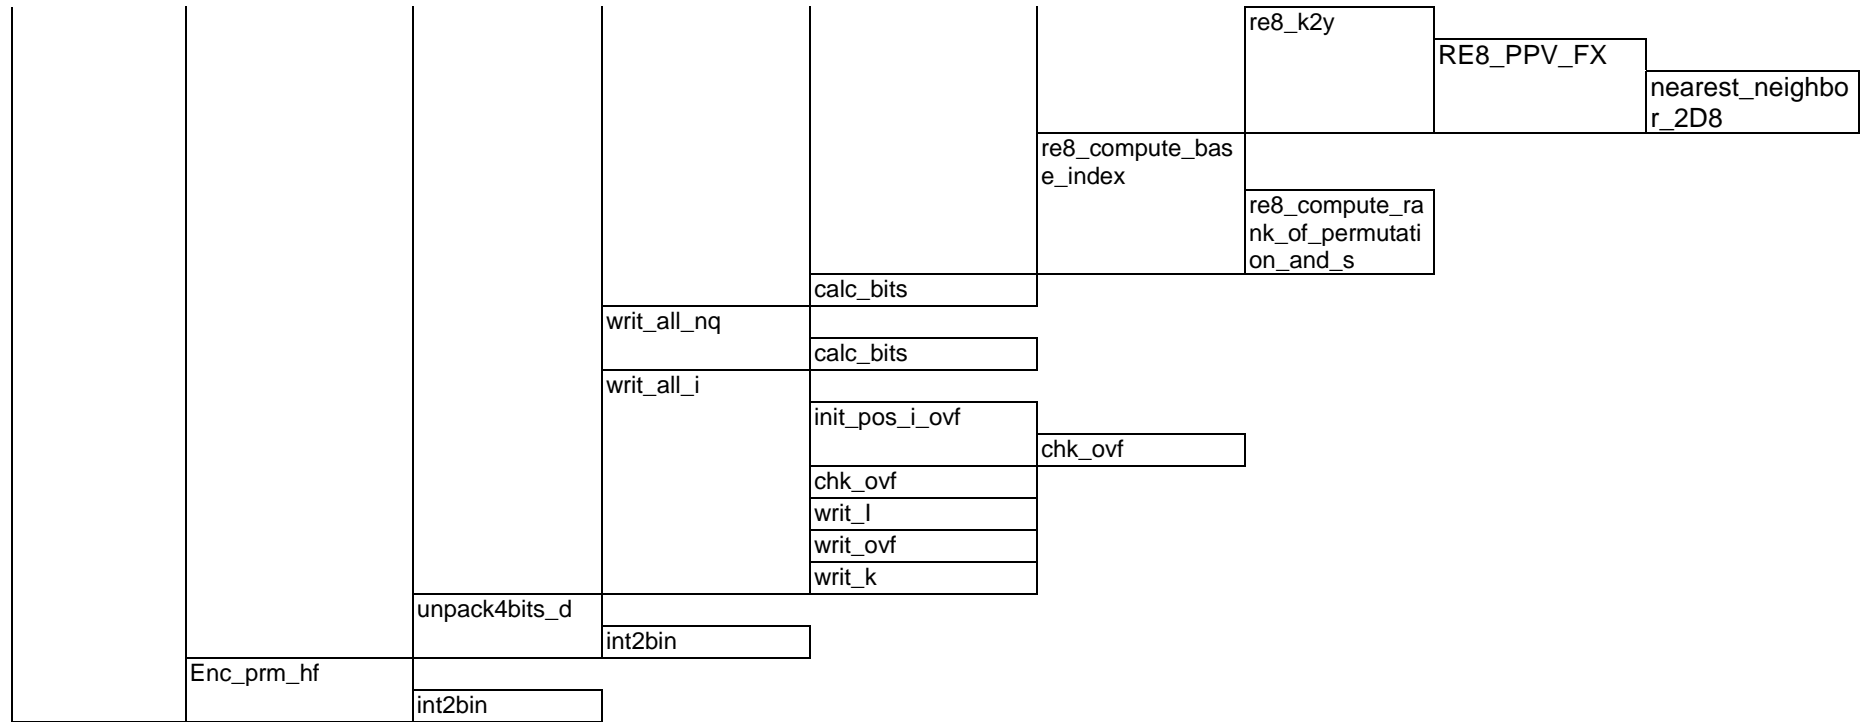 re8_k2y
RE8_PPV_FX
nearest_neighbo
r_2D8
re8_compute_bas
e_index
re8_compute_ra
nk_of_permutati
on_and_s
calc_bits
writ_all_nq
calc_bits
writ_all_i
init_pos_i_ovf
chk_ovf
chk_ovf
writ_I
writ_ovf
writ_k
unpack4bits_d
int2bin
Enc_prm_hf
int2bin